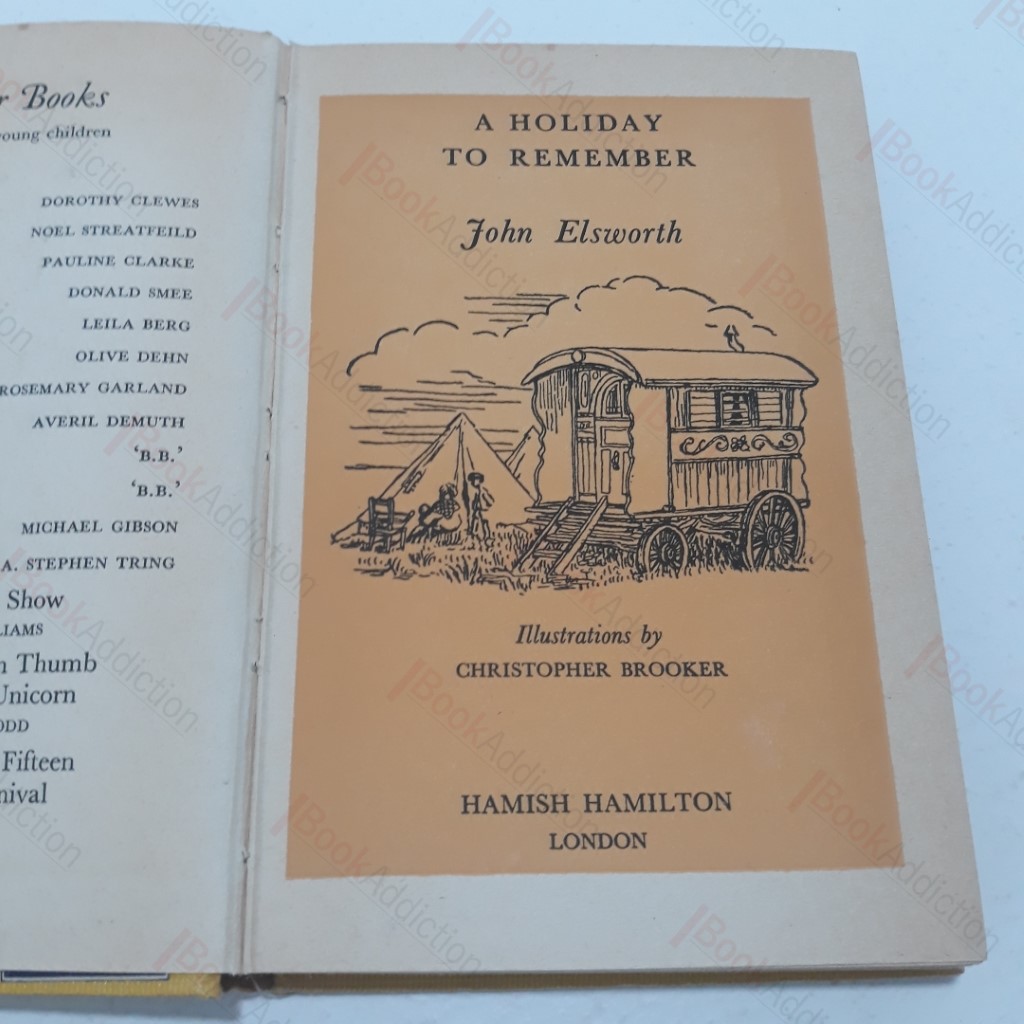 r Books
young children
DOROTHY CLEWES
NOEL STREATFEILD
PAULINE CLARKE
DONALD SMEE
LEILA BERG
OLIVE DEHN
ROSEMARY GARLAND
AVERIL DEMUTH
‘B.B.’
‘B.B.’
MICHAEL GIBSON
A. STEPHEN TRING
Show
LIAMS
n Thumb
Unicorn
ODD
Fifteen
nival
A HOLIDAY
TO REMEMBER
John Elsworth
Illustrations by
CHRISTOPHER BROOKER
HAMISH HAMILTON
LONDON
BookAddiction